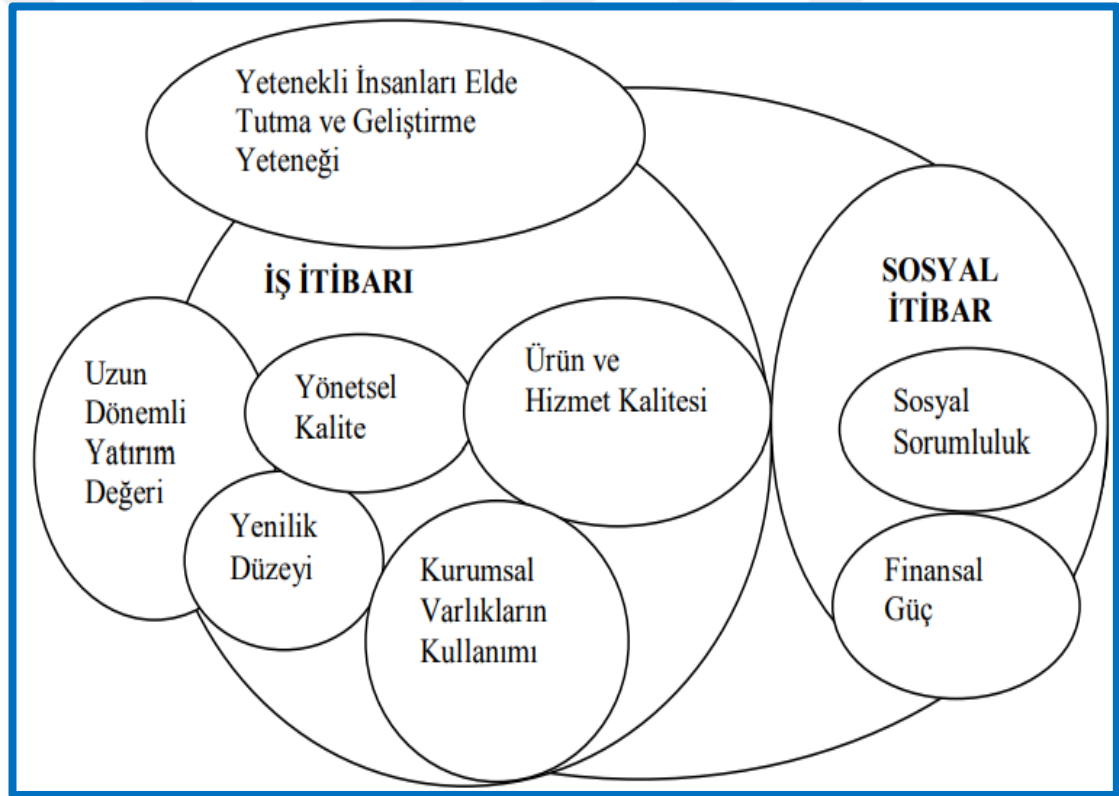 Yetenekli İnsanları Elde
Tutma ve Geliştirme
Yeteneği
İŞ İTİBARI
SOSYAL
İTİBAR
Uzun
Dönemli
Yatırım
Değeri
Yönetsel
Kalite
Ürün ve
Hizmet Kalitesi
Sosyal
Sorumluluk
Yenilik
Düzeyi
Kurumsal
Varlıkların
Kullanımı
Finansal
Güç